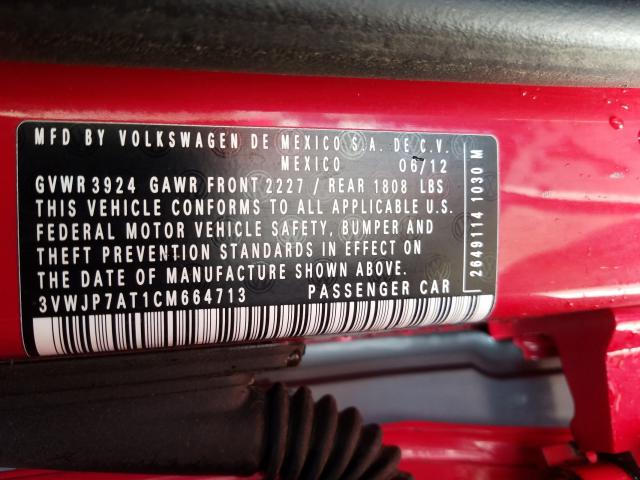 MFD BY VOLKSWAGEN DE MEXICO S.A. DE C.V.
MEXICO 06/12
GVWR 3924 GAWR FRONT 2227 / REAR 1808 LBS
THIS VEHICLE CONFORMS TO ALL APPLICABLE U.S.
FEDERAL MOTOR VEHICLE SAFETY, BUMPER AND
THEFT PREVENTION STANDARDS IN EFFECT ON
THE DATE OF MANUFACTURE SHOWN ABOVE.
3VWJP7AT1CM664713 PASSENGER CAR
2649114 1030 M